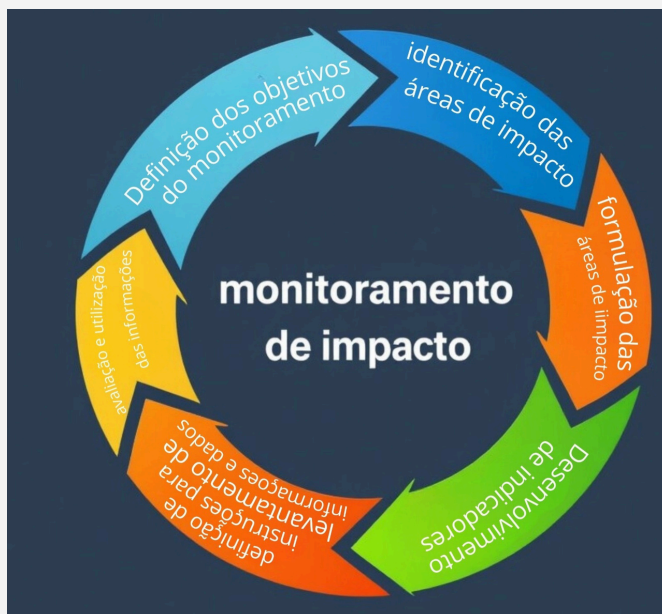 Definição dos objetivos
do monitoramento
identificação das
áreas de impacto
formulação das
áreas de iimpacto
Desenvolvimento
de indicadores
definição de
instruções para
levantamento de
informações e dados
avaliação e utilização
das informações
monitoramento
de impacto